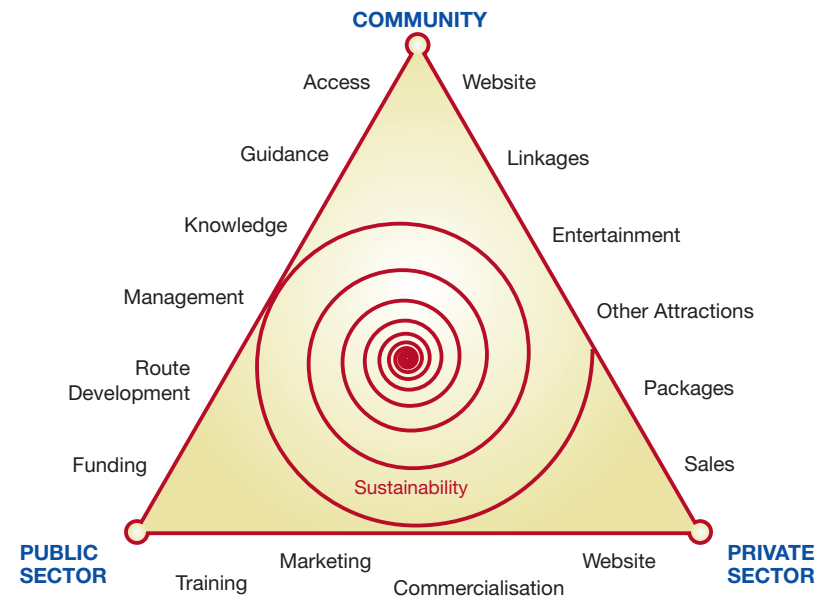 COMMUNITY
Access
Website
Guidance
Linkages
Knowledge
Entertainment
Management
Other Attractions
Route
Development
Packages
Funding
Sales
Sustainability
PUBLIC
SECTOR
PRIVATE
SECTOR
Marketing
Website
Training
Commercialisation